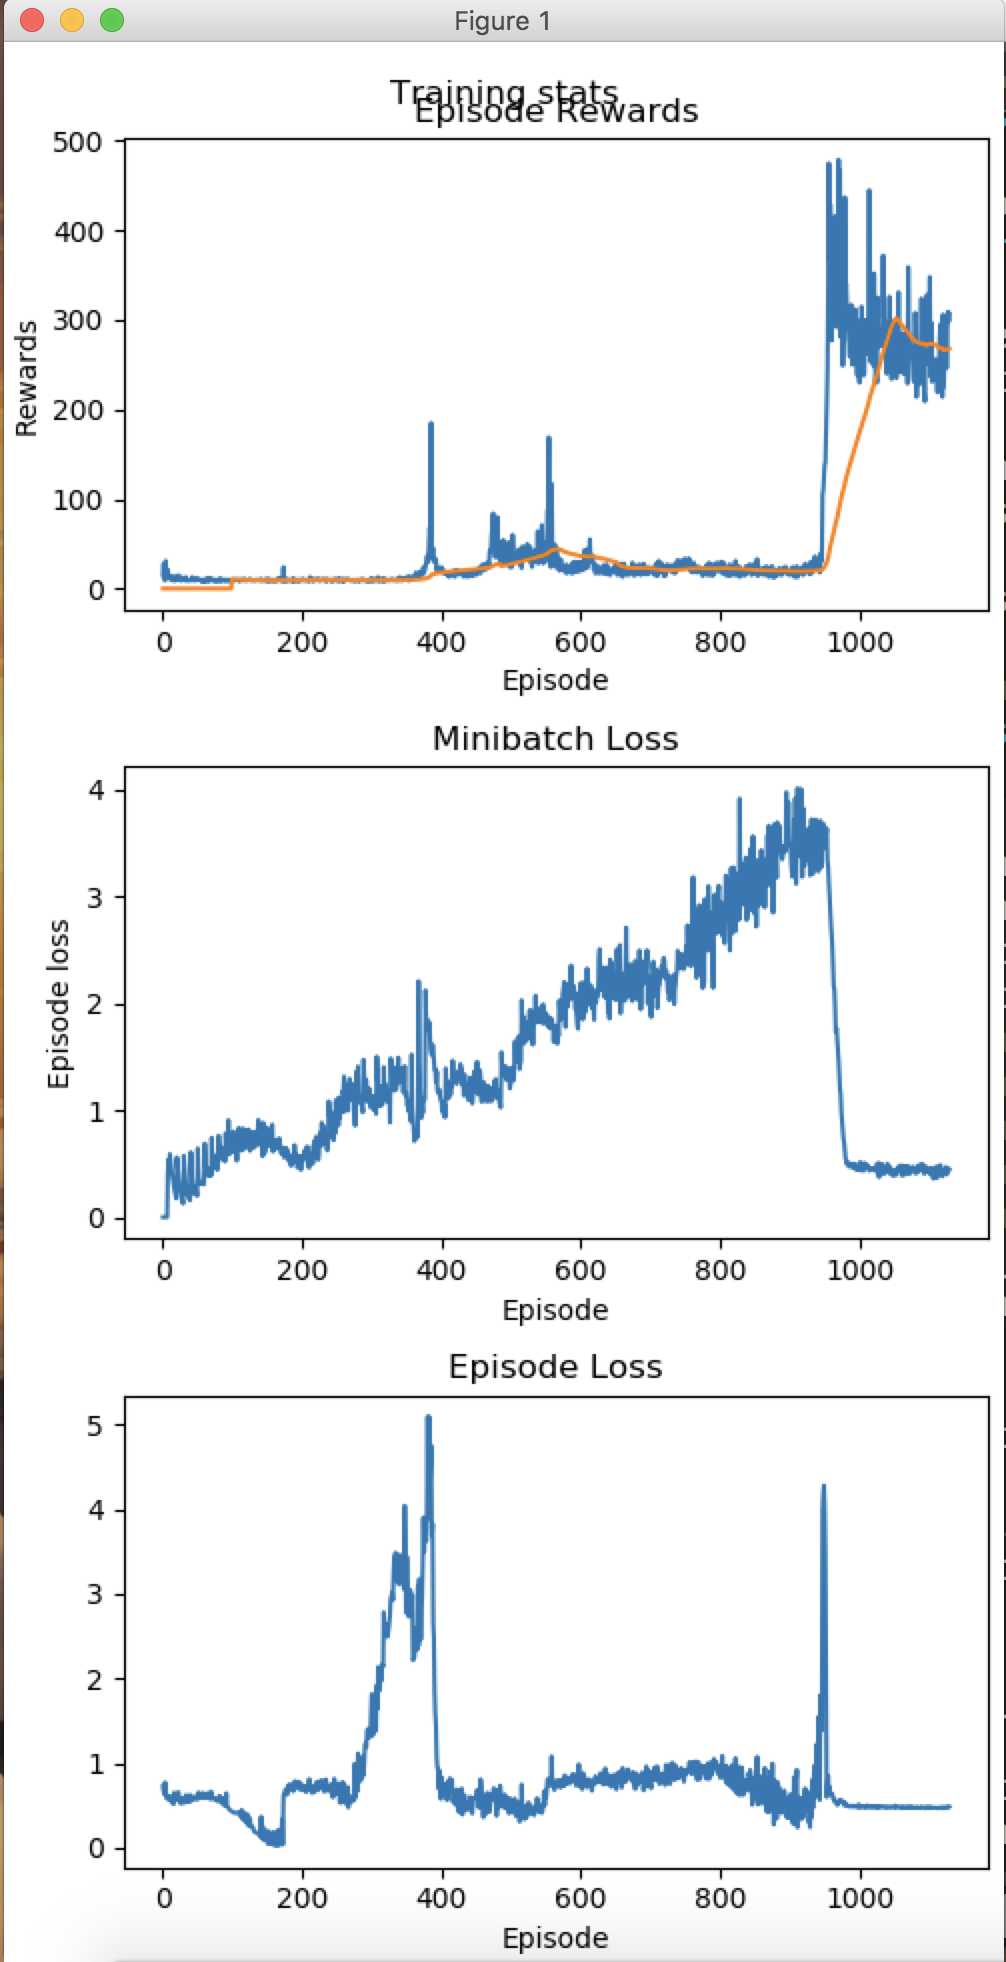 Figure 1
Training stats
Episode Rewards
500
400
300
200
100
0
Rewards
0 200 400 600 800 1000
Episode
Minibatch Loss
4
3
2
1
0
Episode loss
0 200 400 600 800 1000
Episode
Episode Loss
5
4
3
2
1
0
0 200 400 600 800 1000
Episode